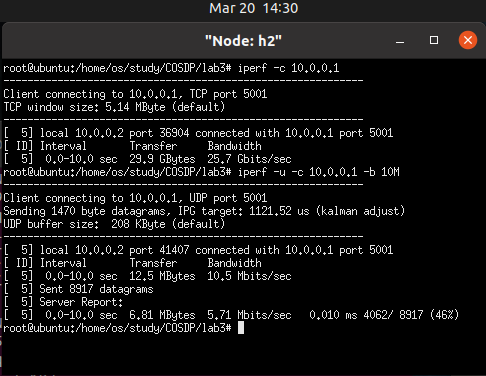 Mar 20 14:30
"Node: h2"
root@ubuntu:/home/os/study/COSDP/lab3# iperf -c 10.0.0.1
------------------------------------------------------------
Client connecting to 10.0.0.1, TCP port 5001
TCP window size: 5.14 MByte (default)
------------------------------------------------------------
[  5] local 10.0.0.2 port 36904 connected with 10.0.0.1 port 5001
[ ID] Interval       Transfer     Bandwidth
[  5]  0.0-10.0 sec  29.9 GBytes  25.7 Gbits/sec
root@ubuntu:/home/os/study/COSDP/lab3# iperf -u -c 10.0.0.1 -b 10M
------------------------------------------------------------
Client connecting to 10.0.0.1, UDP port 5001
Sending 1470 byte datagrams, IPG target: 1121.52 us (kalman adjust)
UDP buffer size:  208 KByte (default)
------------------------------------------------------------
[  5] local 10.0.0.2 port 41407 connected with 10.0.0.1 port 5001
[ ID] Interval       Transfer     Bandwidth
[  5]  0.0-10.0 sec  12.5 MBytes  10.5 Mbits/sec
[  5] Sent 8917 datagrams
[  5] Server Report:
[  5]  0.0-10.0 sec  6.81 MBytes  5.71 Mbits/sec   0.010 ms 4062/ 8917 (46%)
root@ubuntu:/home/os/study/COSDP/lab3#